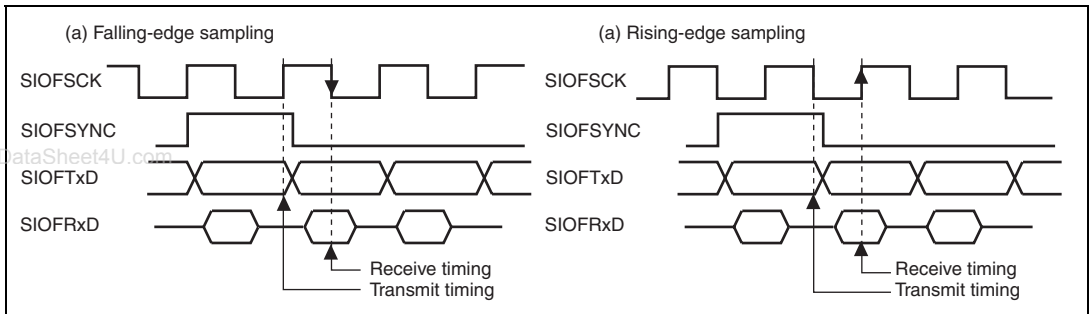 (a) Falling-edge sampling
SIOFSCK
SIOFSYNC
SIOFTxD
SIOFRxD
Receive timing
Transmit timing
(a) Rising-edge sampling
SIOFSCK
SIOFSYNC
SIOFTxD
SIOFRxD
Receive timing
Transmit timing
DataSheet4U.com